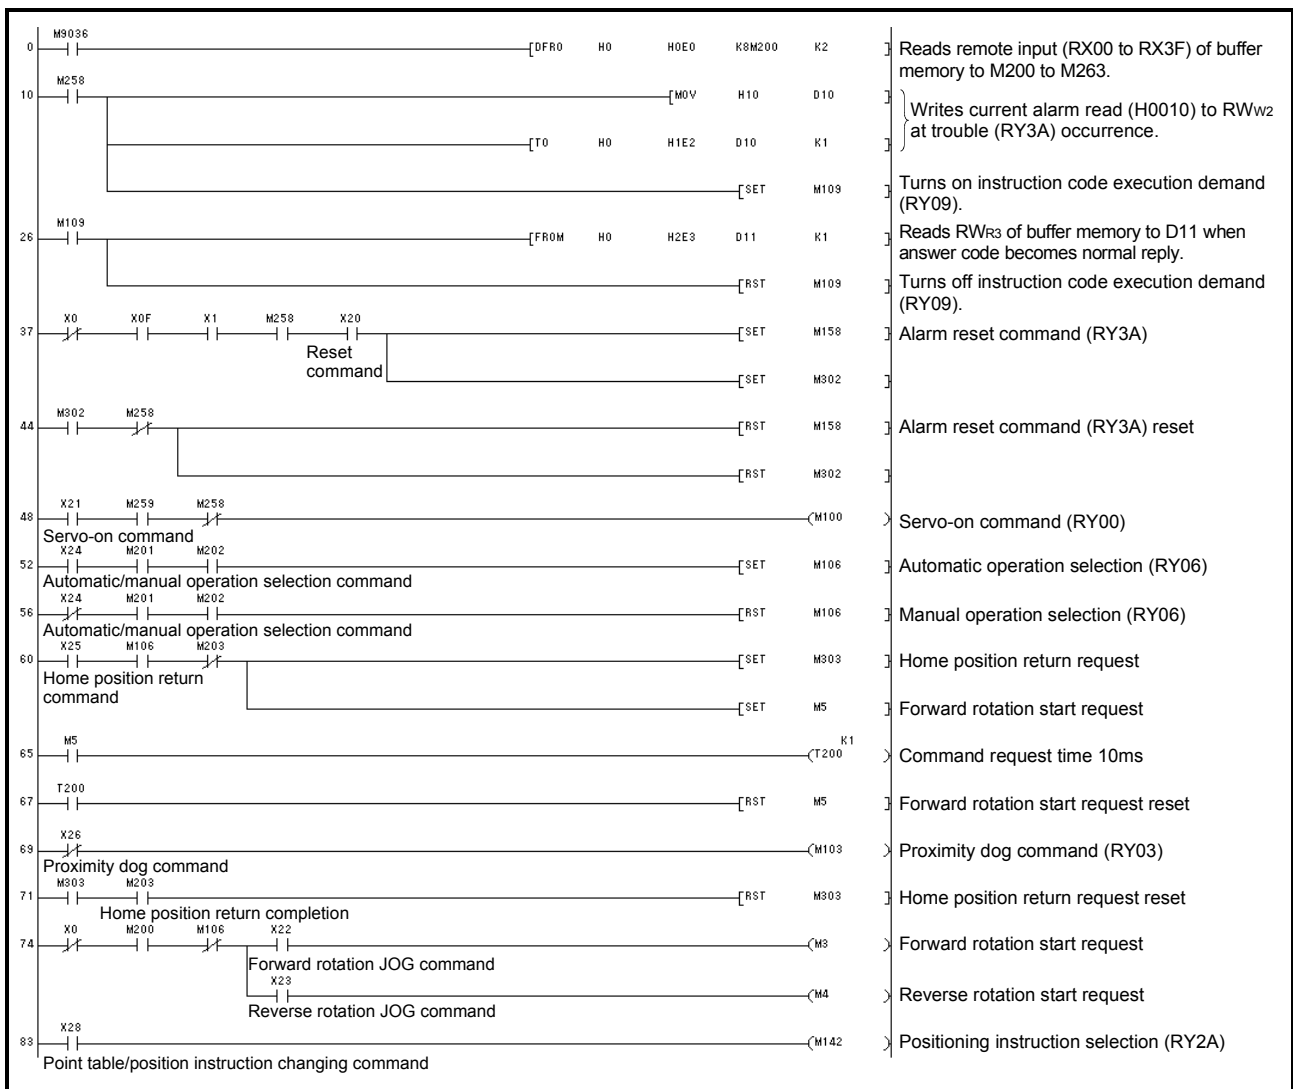 M9036
0 [DFRO H0 H0E0 K8M200 K2 ] Reads remote input (RX00 to RX3F) of buffer
memory to M200 to M263.
M258
10 [MOV H10 D10 ] Writes current alarm read (H0010) to RWW2
at trouble (RY3A) occurrence.
[TO H0 H1E2 D10 K1 ]
[SET M109 ] Turns on instruction code execution demand
(RY09).
M109
26 [FROM H0 H2E3 D11 K1 ] Reads RWR3 of buffer memory to D11 when
answer code becomes normal reply.
[RST M109 ] Turns off instruction code execution demand
(RY09).
X0 X0F X1 M258 X20
37 [SET M158 ] Alarm reset command (RY3A)
Reset
command
[SET M302 ]
M302 M258
44 [RST M158 ] Alarm reset command (RY3A) reset
[RST M302 ]
X21 M259 M258
48 (M100 ) Servo-on command (RY00)
Servo-on command
X24 M201 M202
52 [SET M106 ] Automatic operation selection (RY06)
Automatic/manual operation selection command
X24 M201 M202
56 [RST M106 ] Manual operation selection (RY06)
Automatic/manual operation selection command
X25 M106 M203
60 [SET M303 ] Home position return request
Home position return
command
[SET M5 ] Forward rotation start request
M5 K1
65 (T200 ) Command request time 10ms
T200
67 [RST M5 ] Forward rotation start request reset
X26
69 (M103 ) Proximity dog command (RY03)
Proximity dog command
M303 M203
71 [RST M303 ] Home position return request reset
Home position return completion
X0 M200 M106 X22
74 (M3 ) Forward rotation start request
Forward rotation JOG command
X23
(M4 ) Reverse rotation start request
Reverse rotation JOG command
X28
83 (M142 ) Positioning instruction selection (RY2A)
Point table/position instruction changing command